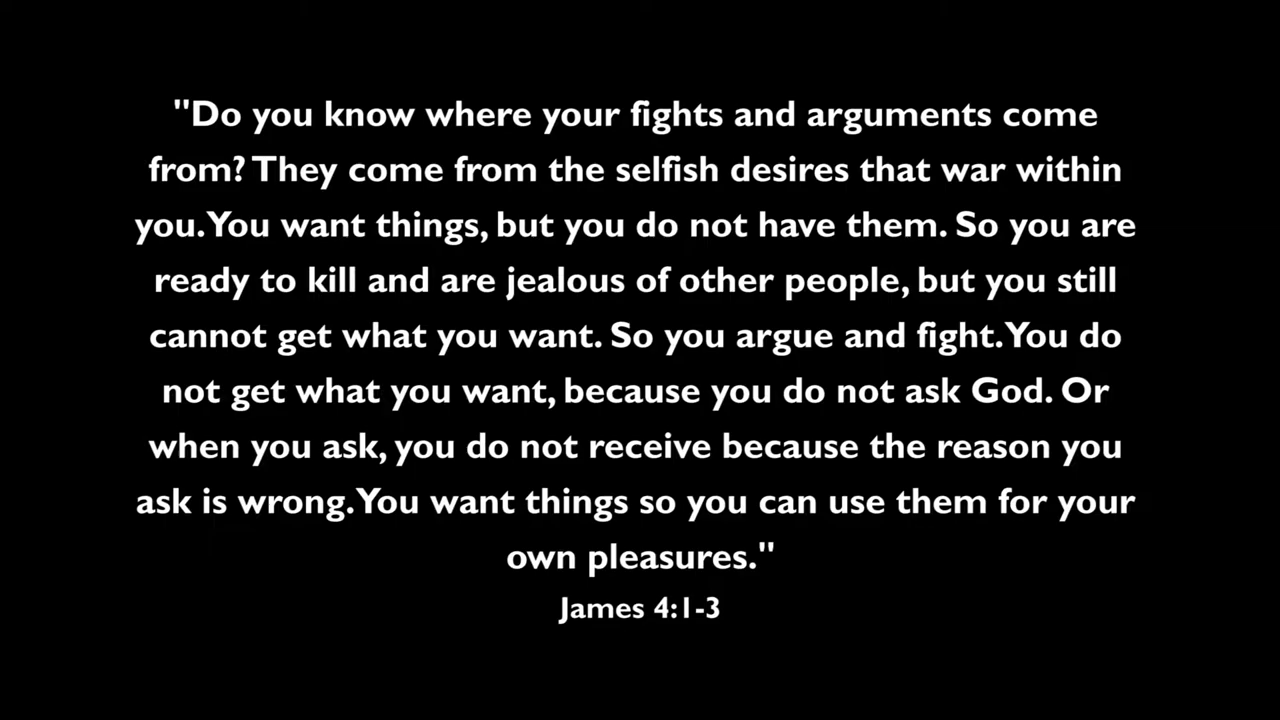 "Do you know where your fights and arguments come
from? They come from the selfish desires that war within
you. You want things, but you do not have them. So you are
ready to kill and are jealous of other people, but you still
cannot get what you want. So you argue and fight. You do
not get what you want, because you do not ask God. Or
when you ask, you do not receive because the reason you
ask is wrong. You want things so you can use them for your
own pleasures."
James 4:1-3